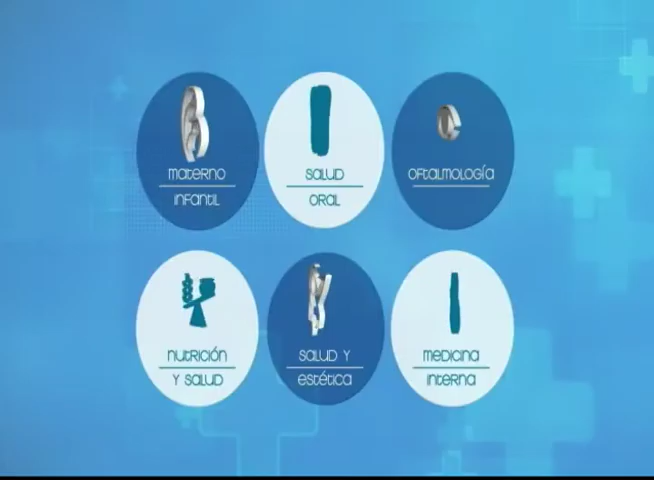 materno
infantil
salud
oral
oftalmología
nutrición
y salud
salud y
estética
medicina
interna